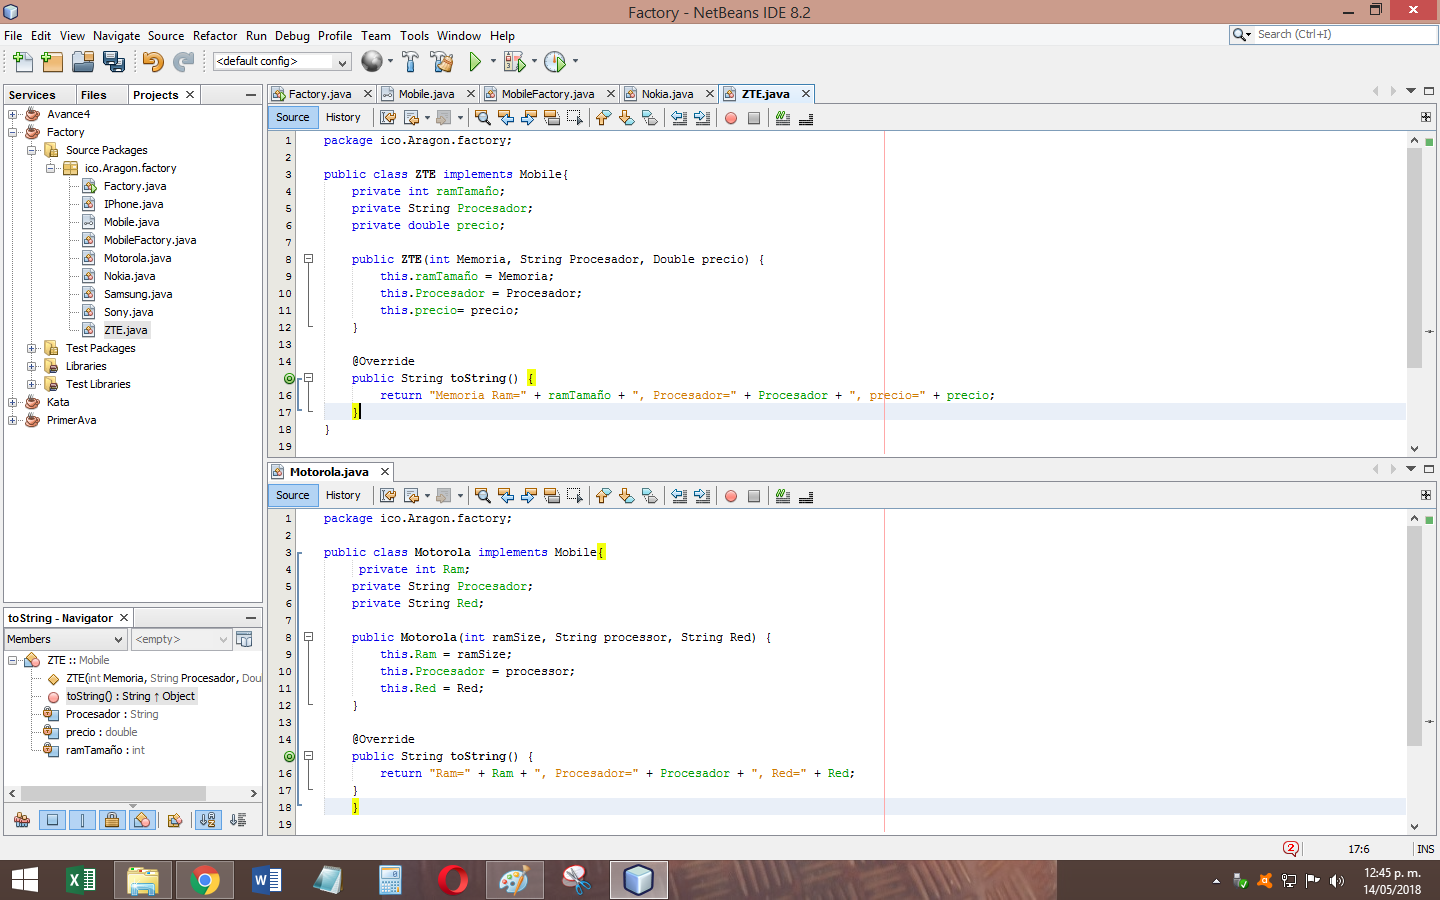 Factory - NetBeans IDE 8.2
File Edit View Navigate Source Refactor Run Debug Profile Team Tools Window Help
Search (Ctrl+I)
<default config>
Services Files Projects
Avance4
Factory
Source Packages
ico.Aragon.factory
Factory.java
IPhone.java
Mobile.java
MobileFactory.java
Motorola.java
Nokia.java
Samsung.java
Sony.java
ZTE.java
Test Packages
Libraries
Test Libraries
Kata
PrimerAva
toString - Navigator
Members <empty>
ZTE :: Mobile
ZTE(int Memoria, String Procesador, Dou
toString() : String ↑ Object
Procesador : String
precio : double
ramTamaño : int
Factory.java Mobile.java MobileFactory.java Nokia.java ZTE.java
Source History
1 package ico.Aragon.factory;
2
3 public class ZTE implements Mobile{
4 private int ramTamaño;
5 private String Procesador;
6 private double precio;
7
8 public ZTE(int Memoria, String Procesador, Double precio) {
9 this.ramTamaño = Memoria;
10 this.Procesador = Procesador;
11 this.precio= precio;
12 }
13
14 @Override
public String toString() {
16 return "Memoria Ram=" + ramTamaño + ", Procesador=" + Procesador + ", precio=" + precio;
17 }
18 }
19
Motorola.java
Source History
1 package ico.Aragon.factory;
2
3 public class Motorola implements Mobile{
4 private int Ram;
5 private String Procesador;
6 private String Red;
7
8 public Motorola(int ramSize, String processor, String Red) {
9 this.Ram = ramSize;
10 this.Procesador = processor;
11 this.Red = Red;
12 }
13
14 @Override
public String toString() {
16 return "Ram=" + Ram + ", Procesador=" + Procesador + ", Red=" + Red;
17 }
18 }
19
2 17:6 INS
12:45 p. m.
14/05/2018